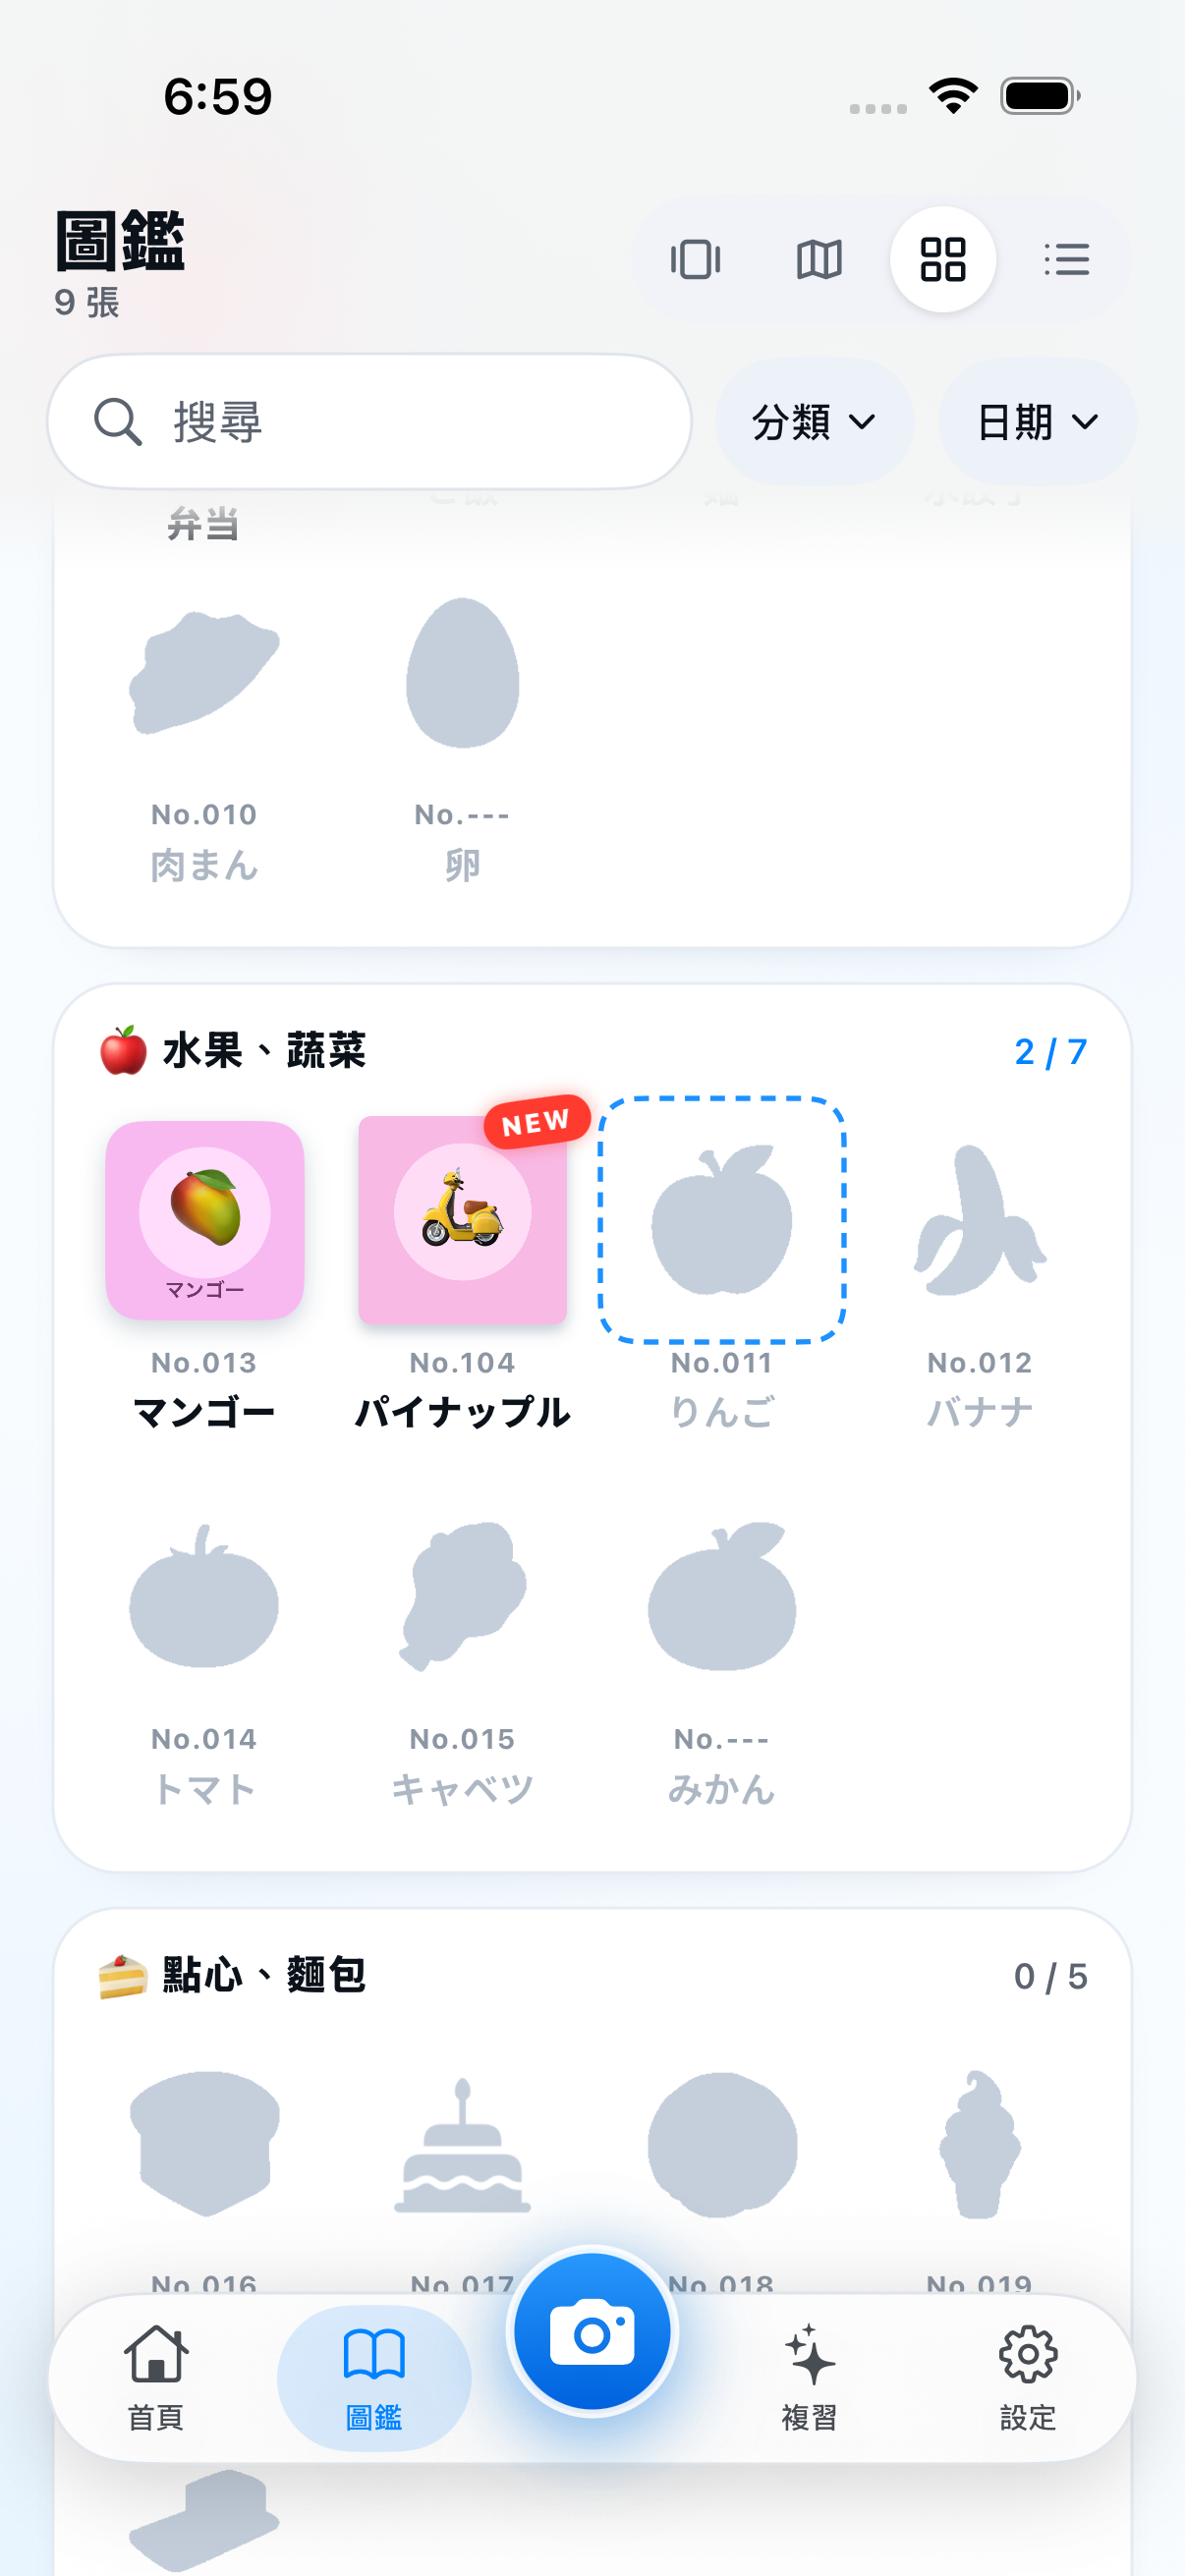 6:59
圖鑑
9 張
搜尋
分類
日期
弁当
No.010
No.---
肉まん
卵
水果、蔬菜
2 / 7
NEW
マンゴー
No.013
No.104
No.011
No.012
マンゴー
パイナップル
りんご
バナナ
No.014
No.015
No.---
トマト
キャベツ
みかん
點心、麵包
0 / 5
No.016
No.017
No.018
No.019
首頁
圖鑑
複習
設定